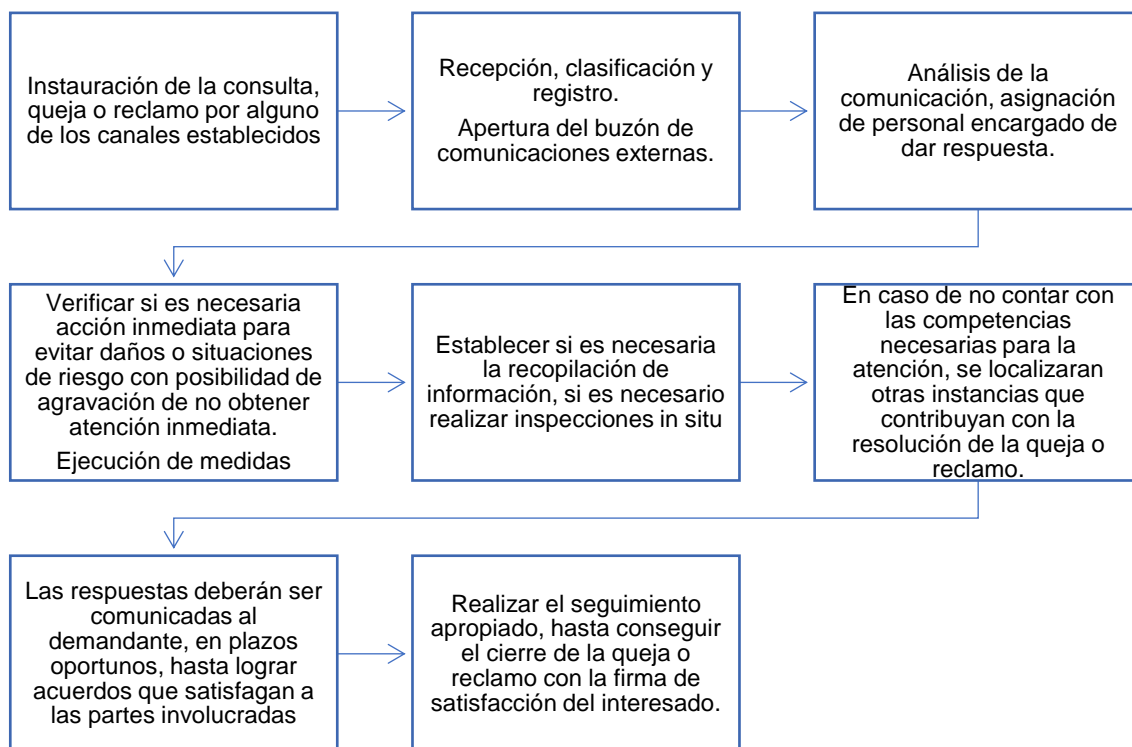 Instauración de la consulta,
queja o reclamo por alguno
de los canales establecidos
Recepción, clasificación y
registro.
Apertura del buzón de
comunicaciones externas.
Análisis de la
comunicación, asignación
de personal encargado de
dar respuesta.
Verificar si es necesaria
acción inmediata para
evitar daños o situaciones
de riesgo con posibilidad de
agravación de no obtener
atención inmediata.
Ejecución de medidas
Establecer si es necesaria
la recopilación de
información, si es necesario
realizar inspecciones in situ
En caso de no contar con
las competencias
necesarias para la
atención, se localizaran
otras instancias que
contribuyan con la
resolución de la queja o
reclamo.
Las respuestas deberán ser
comunicadas al
demandante, en plazos
oportunos, hasta lograr
acuerdos que satisfagan a
las partes involucradas
Realizar el seguimiento
apropiado, hasta conseguir
el cierre de la queja o
reclamo con la firma de
satisfacción del interesado.